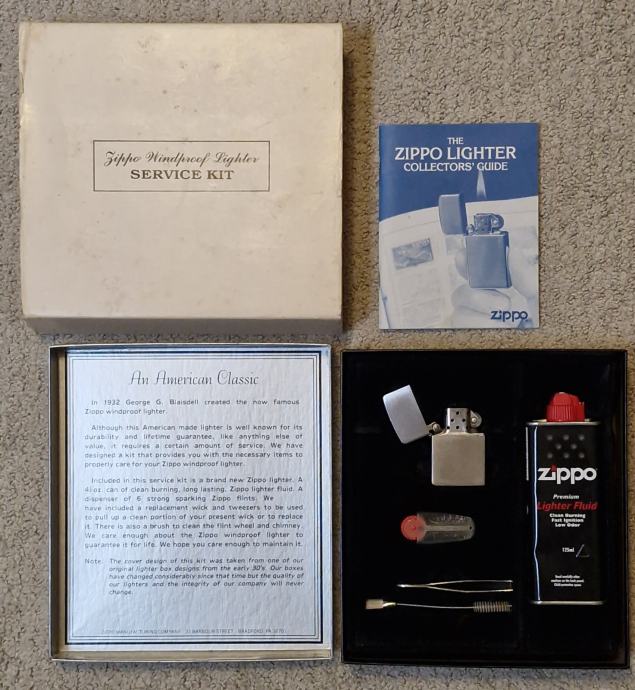 Zippo Windproof Lighter
SERVICE KIT
THE
ZIPPO LIGHTER
COLLECTORS' GUIDE
zippo
An American Classic
In 1932 George G. Blaisdell created the now famous
Zippo windproof lighter.
Although this American made lighter is well known for its
durability and lifetime guarantee, like anything else of
value, it requires a certain amount of service. We have
designed a kit that provides you with the necessary items to
properly care for your Zippo windproof lighter.
Included in this service kit is a brand new Zippo lighter. A
oz. can of clean burning, long lasting, Zippo lighter fluid. A
dispenser of 6 strong sparking Zippo flints. We
have included a replacement wick and tweezers to be used
to pull up a clean portion of your present wick or to replace
it. There is also a brush to clean the flint wheel and chimney.
We care enough about the Zippo windproof lighter to
guarantee it for life. We hope you care enough to maintain it.
Note: The cover design of this kit was taken from one of our
original lighter box designs from the early 30's. Our boxes
have changed considerably since that time but the quality of
our lighters and the integrity of our company will never
change.
ZIPPO MANUFACTURING COMPANY 33 BARBOUR STREET BRADFORD, PA 16701
zippo
Premium
Lighter Fluid
Clean Burning
Fast Ignition
Low Odor
125ml